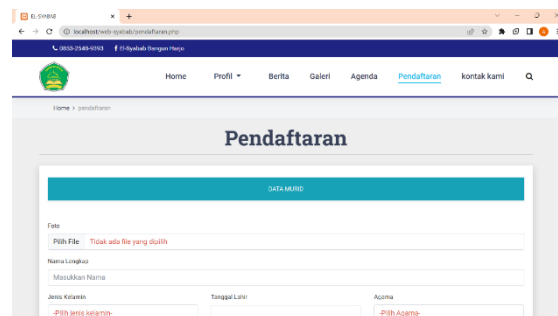 EL-SYABAB
localhost/web-syabab/pendaftaran.php
0853-2548-9393 El-Syabab Bangun Harjo
Home Profil Berita Galeri Agenda Pendaftaran kontak kami
Home > pendaftaran
Pendaftaran
DATA MURID
Foto
Pilih File Tidak ada file yang dipilih
Nama Lengkap
Masukkan Nama
Jenis Kelamin Tanggal Lahir Agama
-Pilih jenis kelamin- -Pilih Agama-